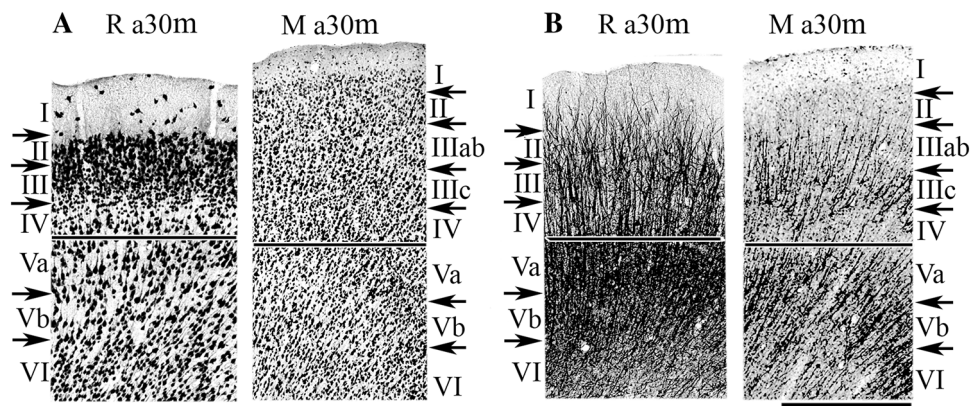 A R a30m M a30m B R a30m M a30m
I I I I
II II II II
III IIIab III IIIab
IIIc IIIc
IV IV IV IV
Va Va Va Va
Vb Vb Vb Vb
VI VI VI VI